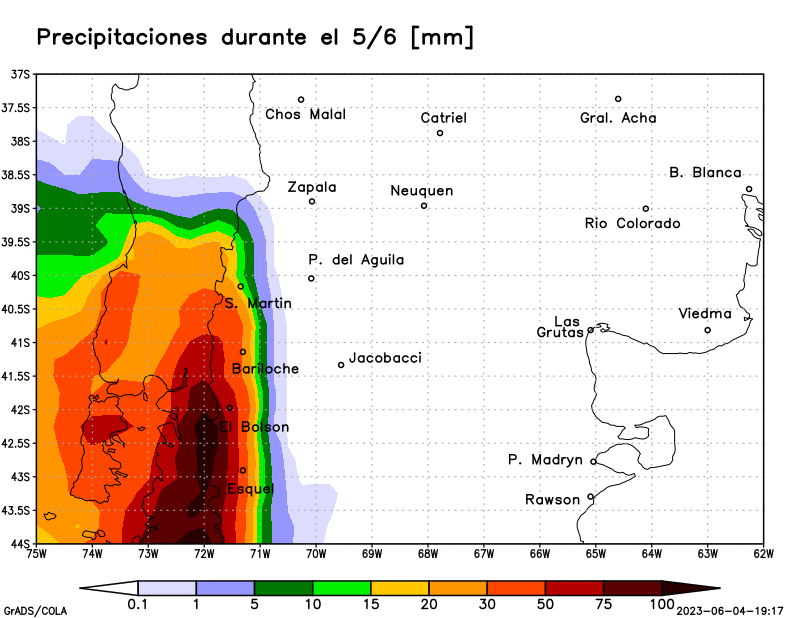 Precipitaciones durante el 5/6 [mm]
37S
37.5S
38S
38.5S
39S
39.5S
40S
40.5S
41S
41.5S
42S
42.5S
43S
43.5S
44S
Chos Malal
Catriel
Gral. Acha
B. Blanca
Zapala
Neuquen
Rio Colorado
P. del Aguila
S. Martin
Viedma
Las
Grutas
Bariloche
Jacobacci
El Bolson
P. Madryn
Esquel
Rawson
75W 74W 73W 72W 71W 70W 69W 68W 67W 66W 65W 64W 63W 62W
0.1 1 5 10 15 20 30 50 75 100
GrADS/COLA
2023-06-04-19:17